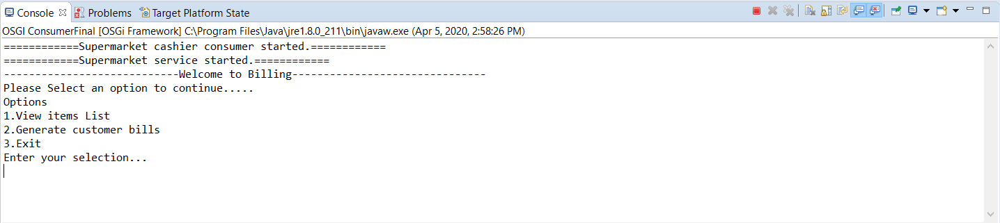 Console Problems Target Platform State
OSGI ConsumerFinal [OSGi Framework] C:\Program Files\Java\jre1.8.0_211\bin\javaw.exe (Apr 5, 2020, 2:58:26 PM)
============Supermarket cashier consumer started.============
============Supermarket service started.============
----------------------------Welcome to Billing-------------------------------
Please Select an option to continue.....
Options
1.View items List
2.Generate customer bills
3.Exit
Enter your selection...